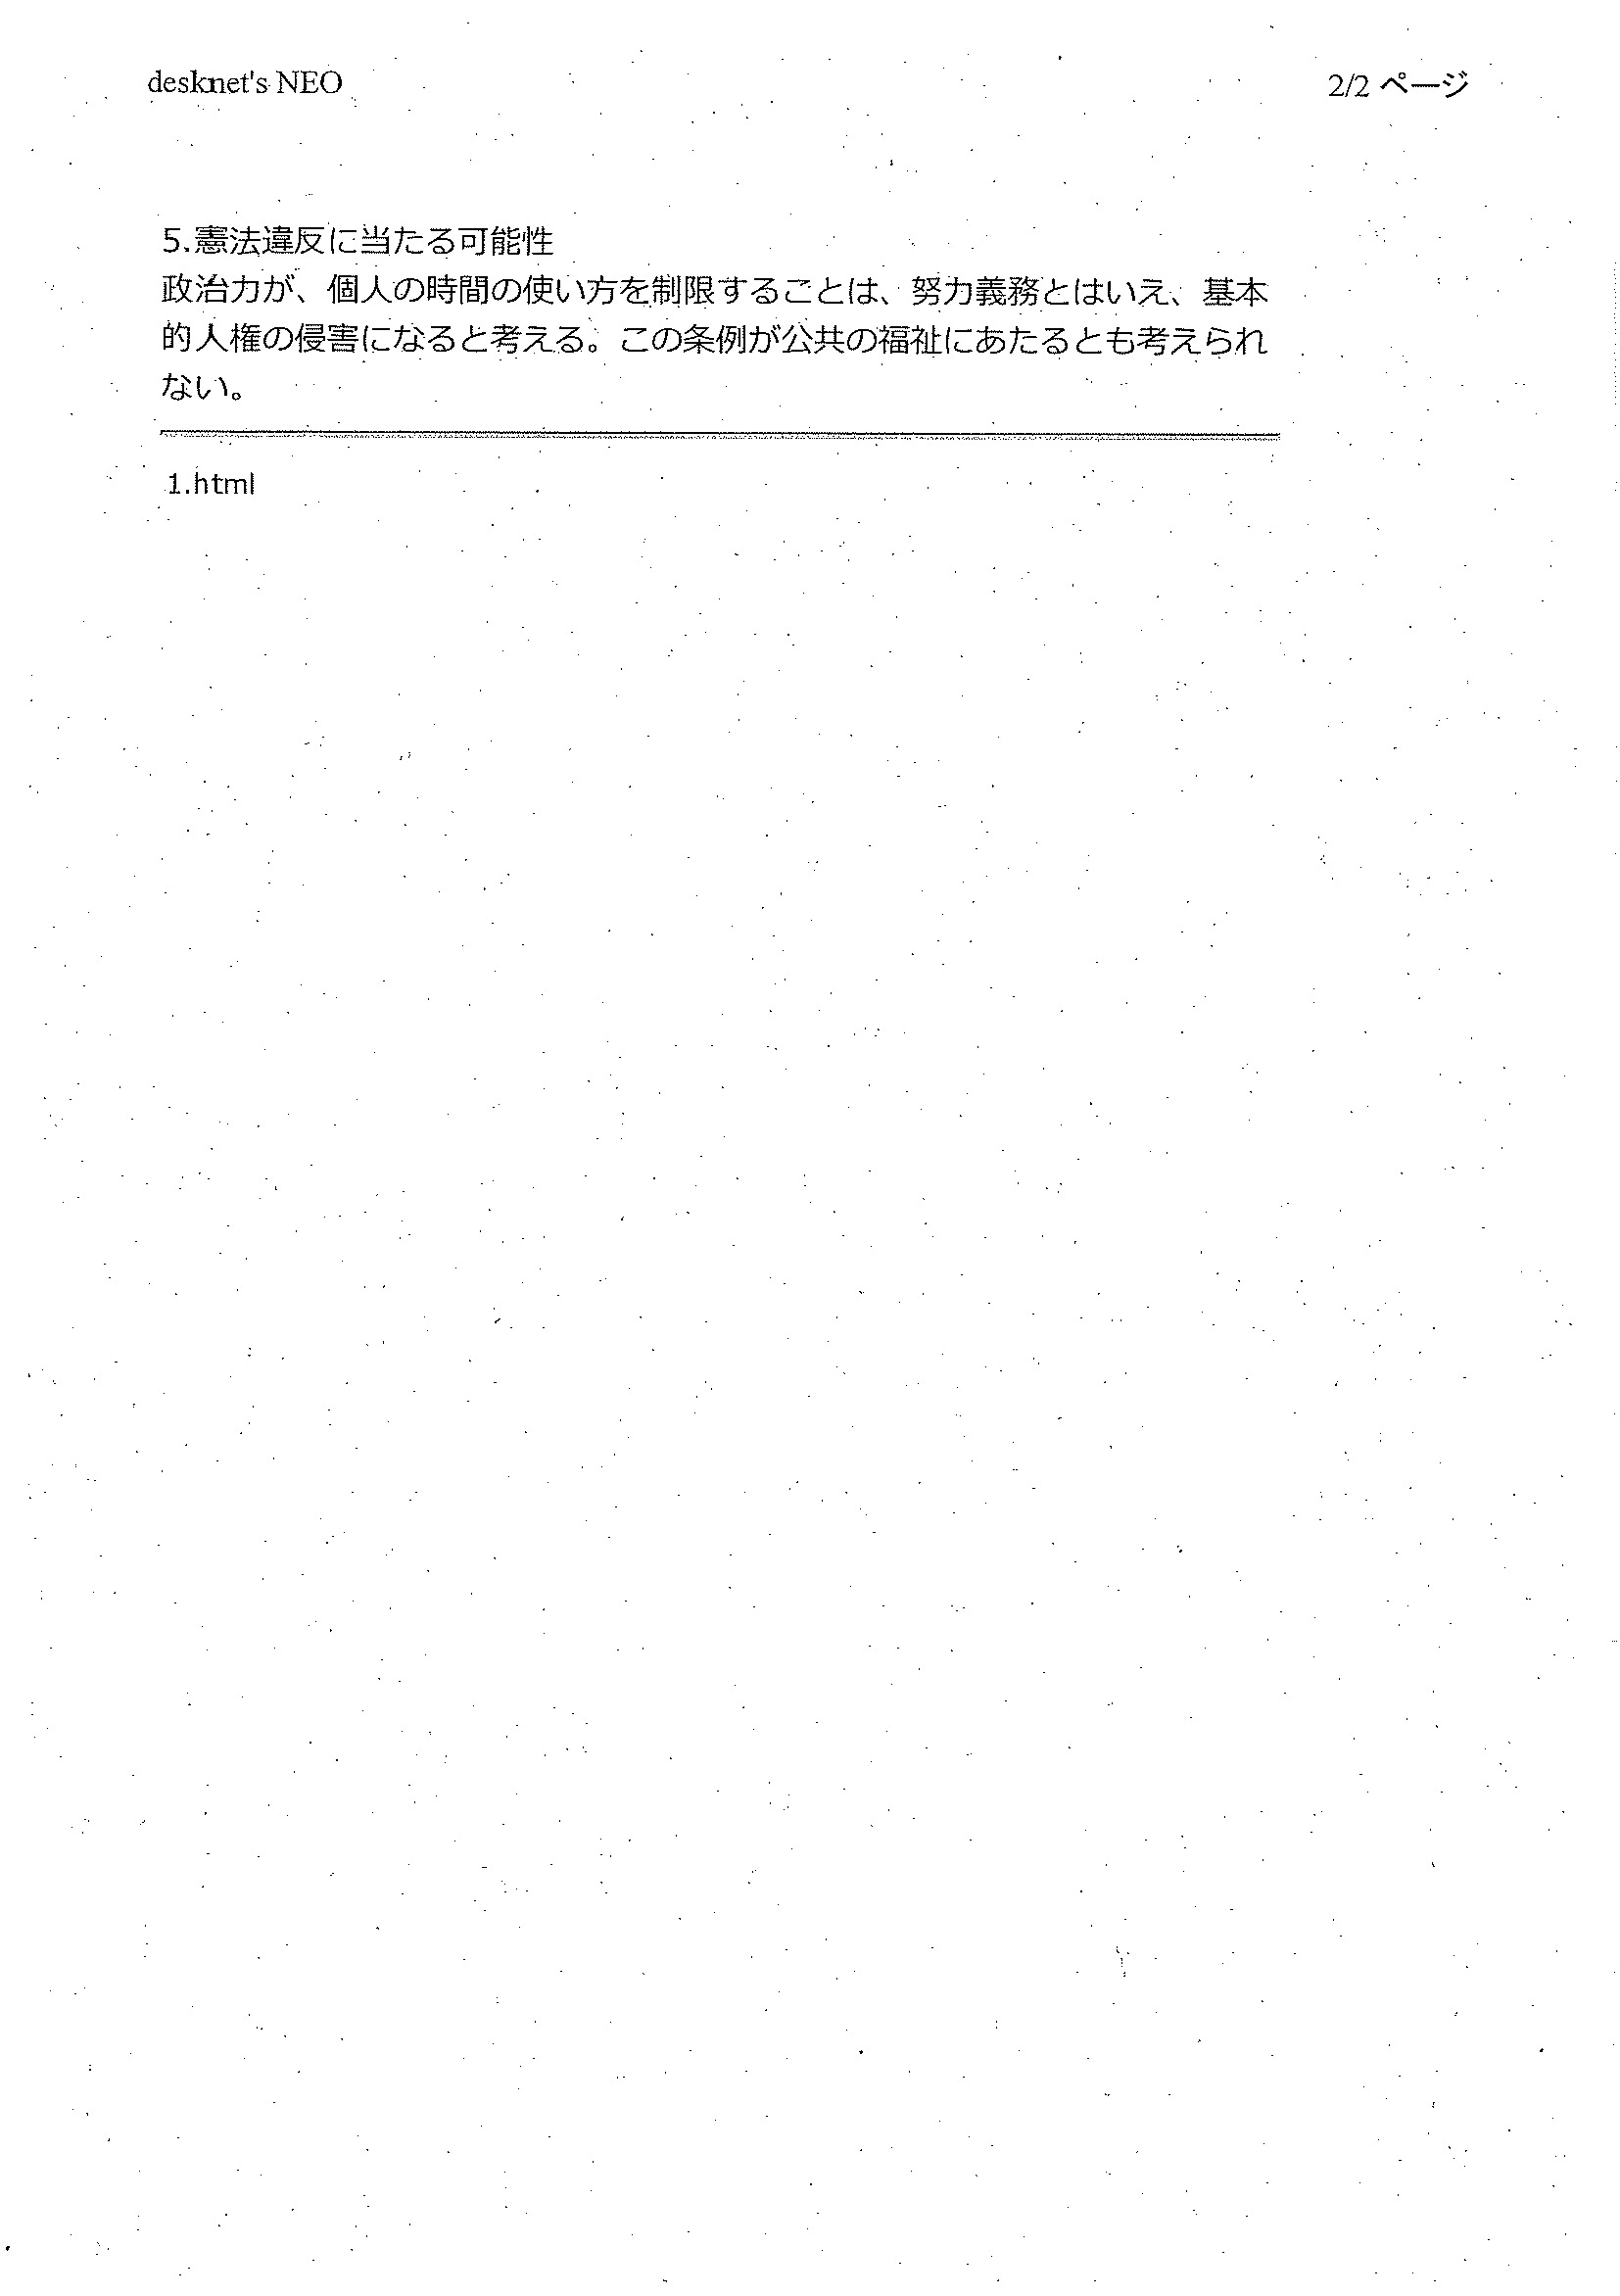 desknet's NEO
2/2 ページ
5.憲法違反に当たる可能性
政治力が、個人の時間の使い方を制限することは、努力義務とはいえ、基本
的人権の侵害になると考える。この条例が公共の福祉にあたるとも考えられ
ない。
1.html